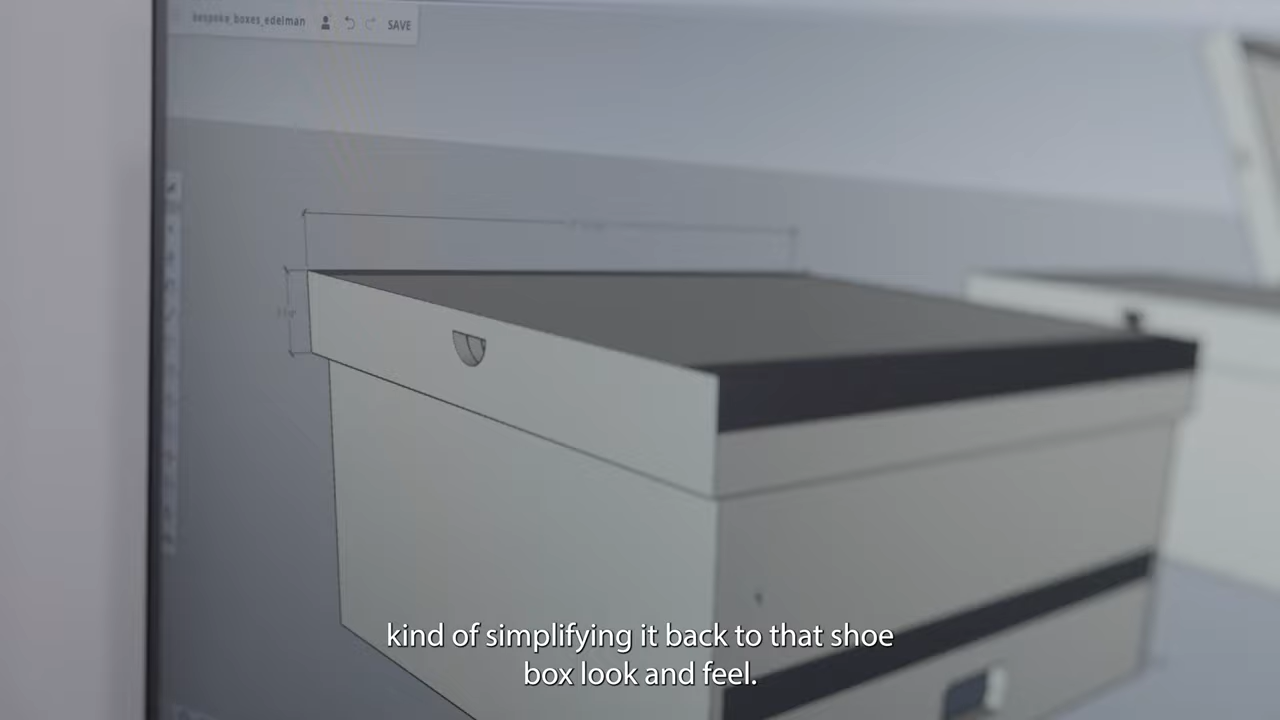 bespoke_boxes_edelman SAVE
kind of simplifying it back to that shoe
box look and feel.